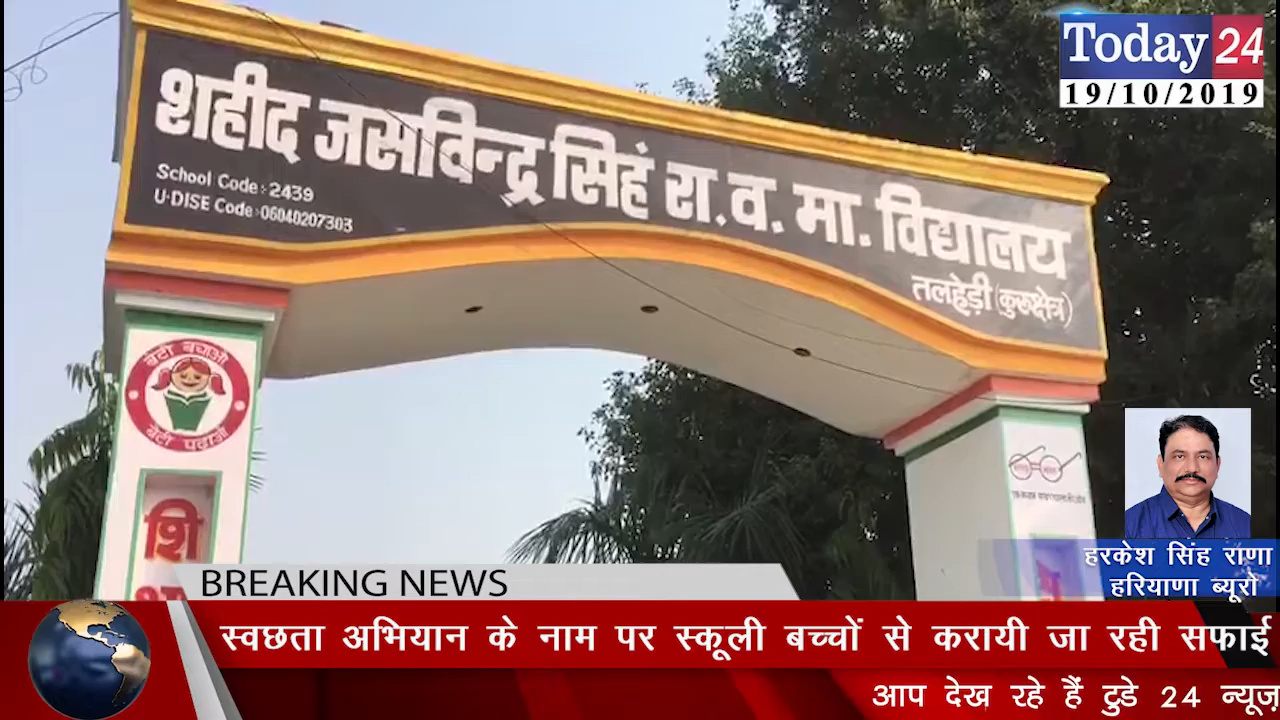 Today 24
19/10/2019
शहीद जसविन्द्र सिहं रा.व. मा. विद्यालय
School Code:-2439
U-DISE Code:-06040207303
तलहेड़ी (कुरूक्षेत्र)
बेटी बचाओ
बेटी पढ़ाओ
शि
हरकेश सिंह राणा
हरियाणा ब्यूरो
BREAKING NEWS
स्वछता अभियान के नाम पर स्कूली बच्चों से करायी जा रही सफाई
आप देख रहे हैं टुडे 24 न्यूज़